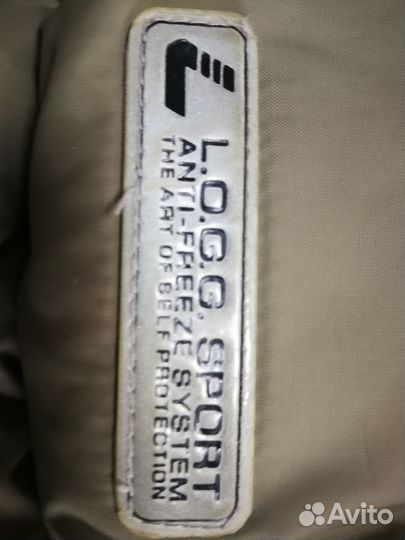 L.O.G.G. SPORT
ANTI-FREEZE SYSTEM
THE ART OF SELF PROTECTION
Avito